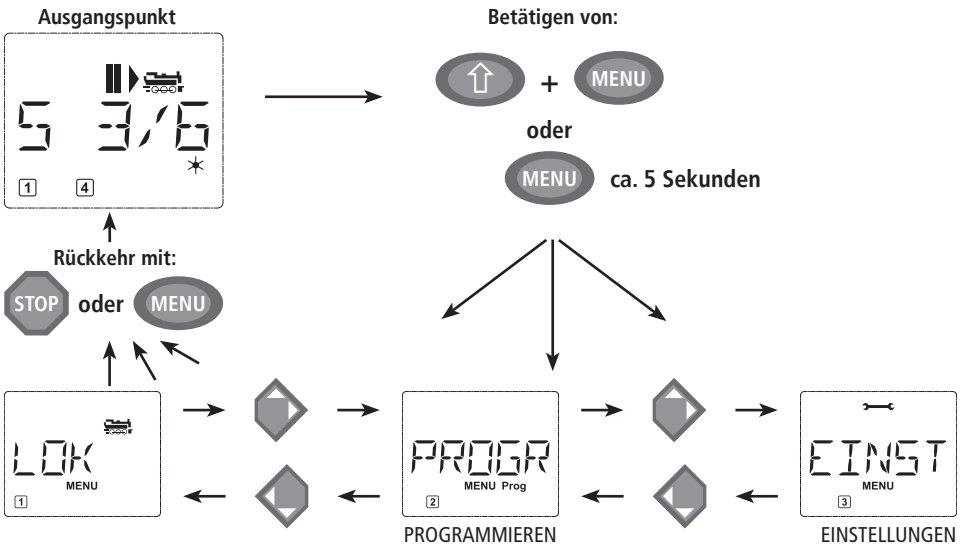 Ausgangspunkt
Betätigen von:
S 3/6
1 4
+ MENU
oder
MENU ca. 5 Sekunden
Rückkehr mit:
STOP oder MENU
LOK
MENU
1
PROGR
MENU Prog
2
EINST
MENU
3
PROGRAMMIEREN
EINSTELLUNGEN